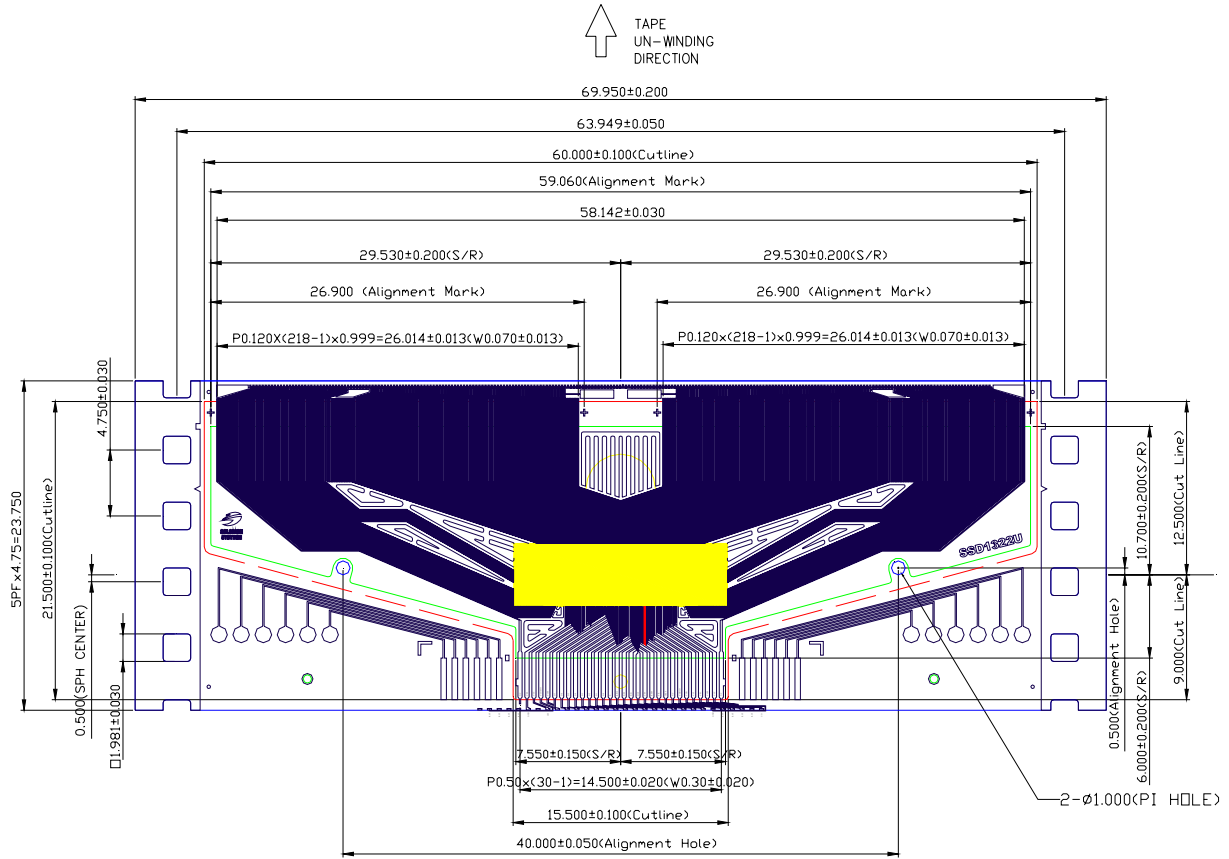 TAPE
UN-WINDING
DIRECTION
69.950±0.200
63.949±0.050
60.000±0.100(Cutline)
59.060(Alignment Mark)
58.142±0.030
29.530±0.200(S/R)
29.530±0.200(S/R)
26.900 (Alignment Mark)
26.900 (Alignment Mark)
P0.120X(218-1)x0.999=26.014±0.013(W0.070±0.013)
P0.120x(218-1)x0.999=26.014±0.013(W0.070±0.013)
5PFx4.75=23.750
21.500±0.100(Cutline)
4.750±0.030
0.500(SPH CENTER)
□1.981±0.030
SSD1322U
10.700±0.200(S/R)
12.500(Cut Line)
0.500(Alignment Hole)
6.000±0.200(S/R)
9.000(Cut Line)
7.550±0.150(S/R)
7.550±0.150(S/R)
P0.50x(30-1)=14.500±0.020(W0.30±0.020)
2-ø1.000(PI HOLE)
15.500±0.100(Cutline)
40.000±0.050(Alignment Hole)